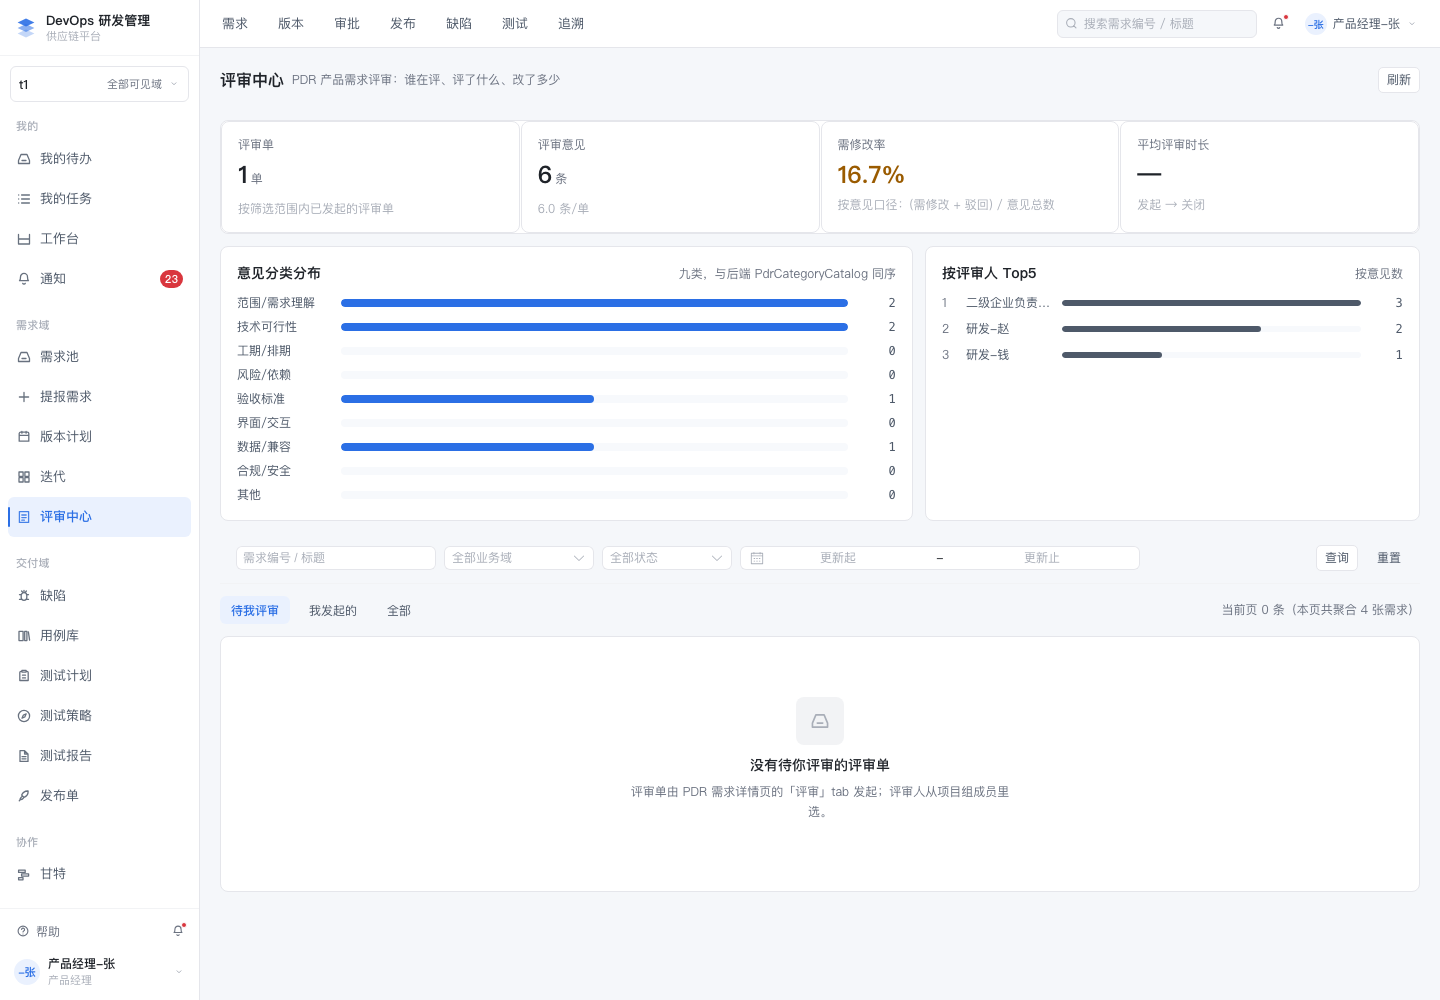 DevOps 研发管理
供应链平台
需求 版本 审批 发布 缺陷 测试 追溯
搜索需求编号 / 标题
-张 产品经理-张
t1 全部可见域
我的
我的待办
我的任务
工作台
通知 23
需求域
需求池
提报需求
版本计划
迭代
评审中心
交付域
缺陷
用例库
测试计划
测试策略
测试报告
发布单
协作
甘特
帮助
-张 产品经理-张
产品经理
评审中心 PDR 产品需求评审：谁在评、评了什么、改了多少
刷新
评审单
1 单
按筛选范围内已发起的评审单
评审意见
6 条
6.0 条/单
需修改率
16.7%
按意见口径：(需修改 + 驳回) / 意见总数
平均评审时长
—
发起 → 关闭
意见分类分布 九类，与后端 PdrCategoryCatalog 同序
范围/需求理解 2
技术可行性 2
工期/排期 0
风险/依赖 0
验收标准 1
界面/交互 0
数据/兼容 1
合规/安全 0
其他 0
按评审人 Top5 按意见数
1 二级企业负责... 3
2 研发-赵 2
3 研发-钱 1
需求编号 / 标题 全部业务域 全部状态 更新起 – 更新止 查询 重置
待我评审 我发起的 全部
当前页 0 条（本页共聚合 4 张需求）
没有待你评审的评审单
评审单由 PDR 需求详情页的「评审」tab 发起；评审人从项目组成员里
选。